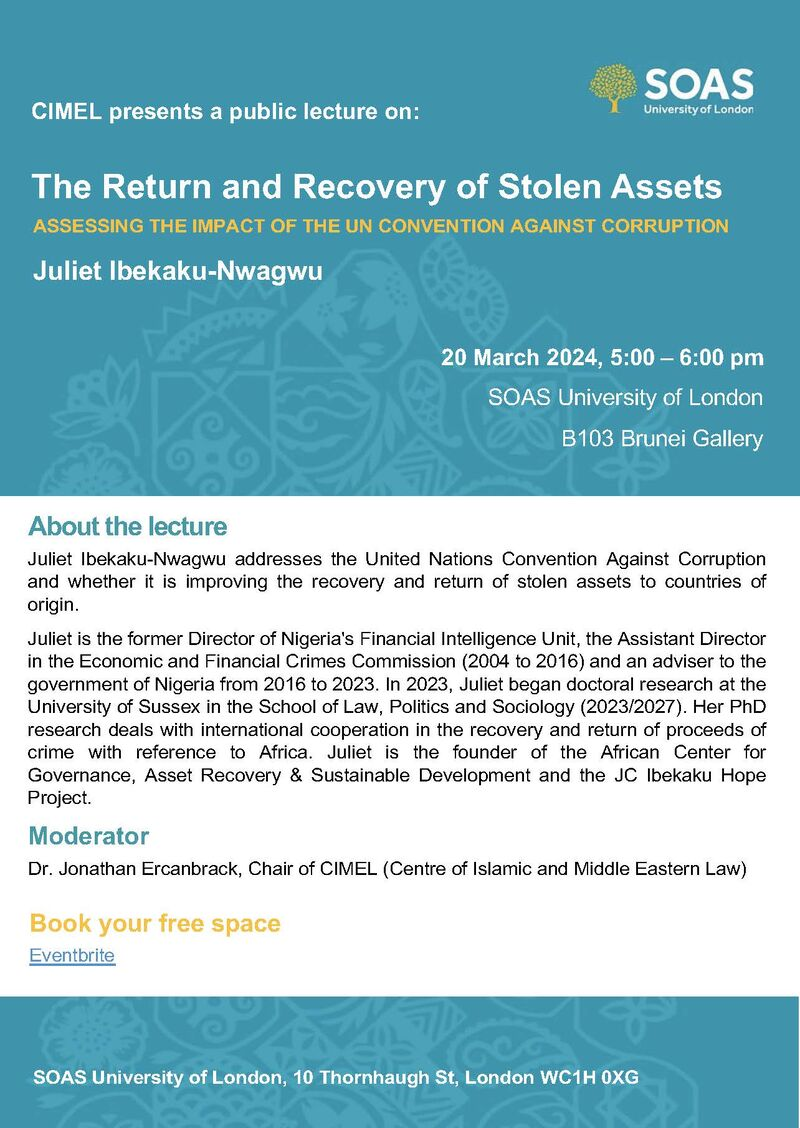 SOAS
University of London
CIMEL presents a public lecture on:
The Return and Recovery of Stolen Assets
ASSESSING THE IMPACT OF THE UN CONVENTION AGAINST CORRUPTION
Juliet Ibekaku-Nwagwu
20 March 2024, 5:00 – 6:00 pm
SOAS University of London
B103 Brunei Gallery
About the lecture
Juliet Ibekaku-Nwagwu addresses the United Nations Convention Against Corruption
and whether it is improving the recovery and return of stolen assets to countries of
origin.
Juliet is the former Director of Nigeria's Financial Intelligence Unit, the Assistant Director
in the Economic and Financial Crimes Commission (2004 to 2016) and an adviser to the
government of Nigeria from 2016 to 2023. In 2023, Juliet began doctoral research at the
University of Sussex in the School of Law, Politics and Sociology (2023/2027). Her PhD
research deals with international cooperation in the recovery and return of proceeds of
crime with reference to Africa. Juliet is the founder of the African Center for
Governance, Asset Recovery & Sustainable Development and the JC Ibekaku Hope
Project.
Moderator
Dr. Jonathan Ercanbrack, Chair of CIMEL (Centre of Islamic and Middle Eastern Law)
Book your free space
Eventbrite
SOAS University of London, 10 Thornhaugh St, London WC1H 0XG